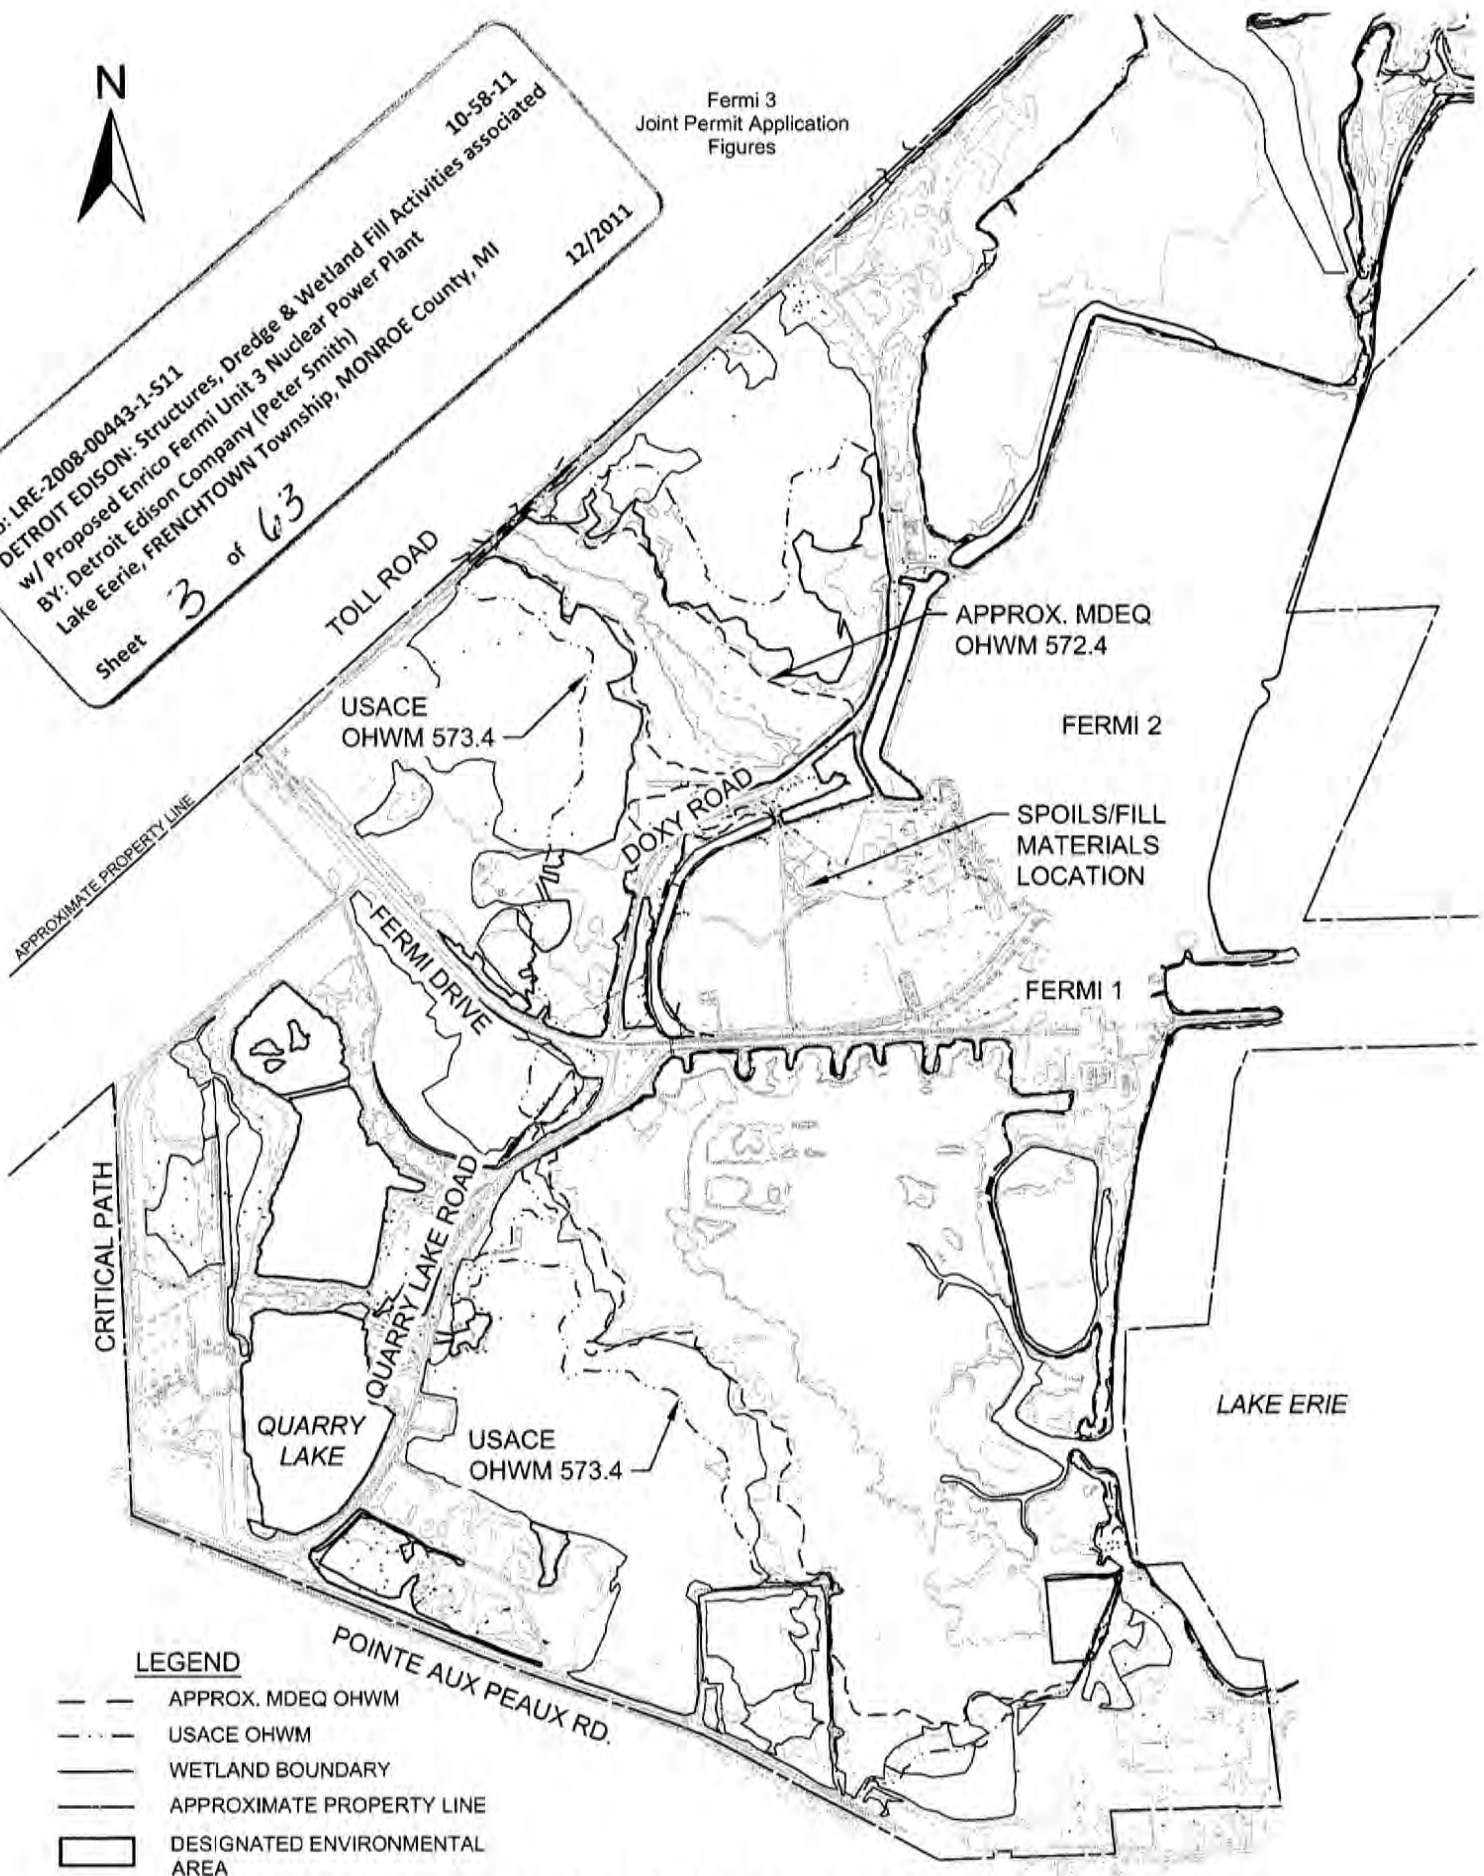 N
Fermi 3
Joint Permit Application
Figures
10-58-11
LRE-2008-00443-1-S11
DETROIT EDISON: Structures, Dredge & Wetland Fill Activities associated
w/ Proposed Enrico Fermi Unit 3 Nuclear Power Plant
BY: Detroit Edison Company (Peter Smith)
Lake Eerie, FRENCHTOWN Township, MONROE County, MI
12/2011
Sheet 3 of 63
TOLL ROAD
APPROX. MDEQ
OHWM 572.4
USACE
OHWM 573.4
FERMI 2
DOXY ROAD
SPOILS/FILL
MATERIALS
LOCATION
APPROXIMATE PROPERTY LINE
FERMI DRIVE
FERMI 1
CRITICAL PATH
QUARRY LAKE ROAD
QUARRY
LAKE
LAKE ERIE
USACE
OHWM 573.4
POINTE AUX PEAUX RD.
LEGEND
APPROX. MDEQ OHWM
USACE OHWM
WETLAND BOUNDARY
APPROXIMATE PROPERTY LINE
DESIGNATED ENVIRONMENTAL
AREA